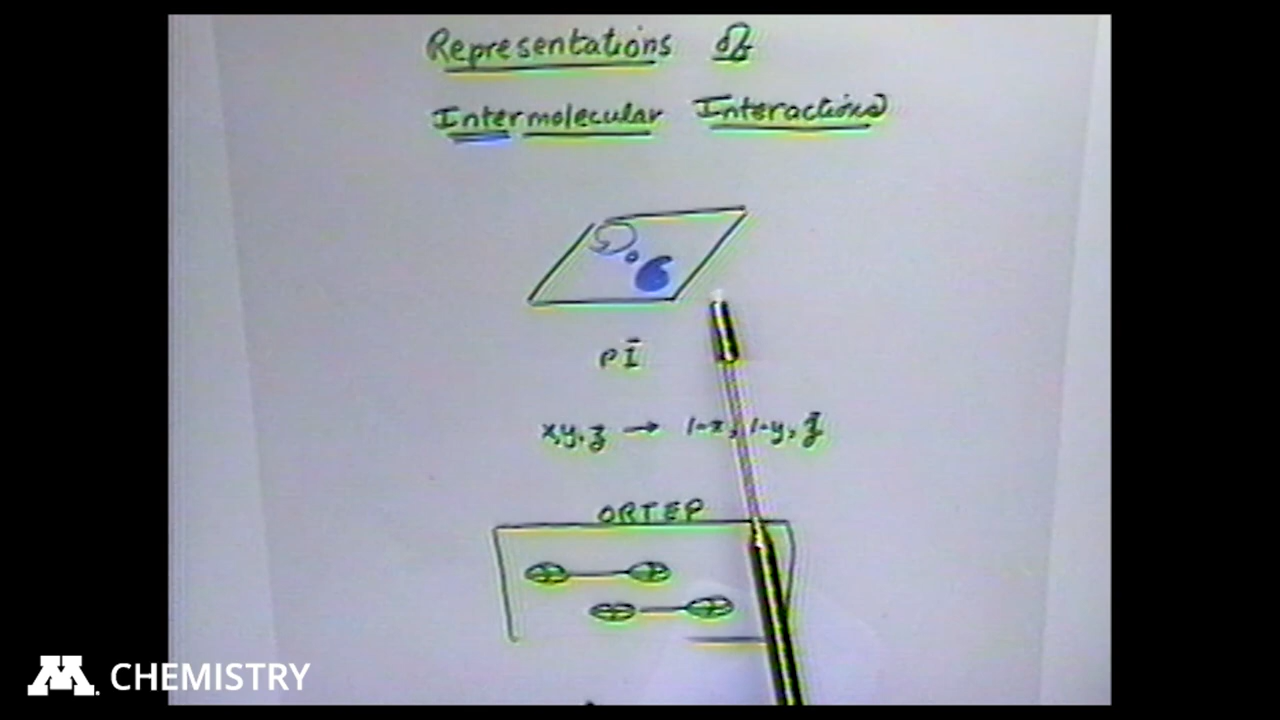 Representations of
Intermolecular Interactions
P1̄
x,y,z → 1-x, 1-y, z̄
ORTEP
M. CHEMISTRY